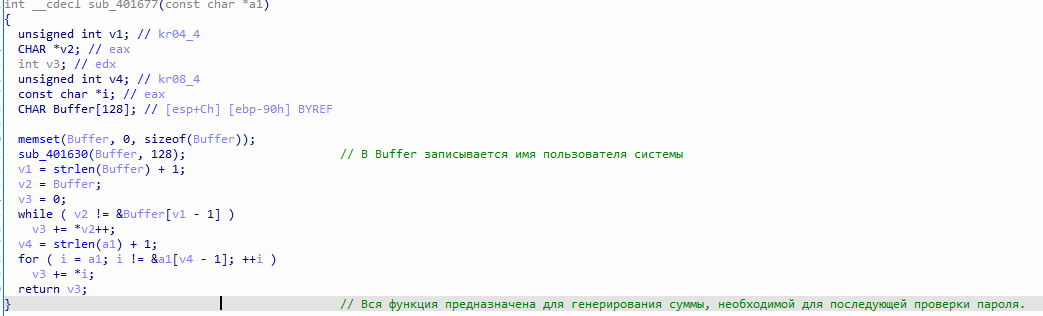 int __cdecl sub_401677(const char *a1)
{
unsigned int v1; // kr04_4
CHAR *v2; // eax
int v3; // edx
unsigned int v4; // kr08_4
const char *i; // eax
CHAR Buffer[128]; // [esp+Ch] [ebp-90h] BYREF
memset(Buffer, 0, sizeof(Buffer));
sub_401630(Buffer, 128); // В Buffer записывается имя пользователя системы
v1 = strlen(Buffer) + 1;
v2 = Buffer;
v3 = 0;
while ( v2 != &Buffer[v1 - 1] )
v3 += *v2++;
v4 = strlen(a1) + 1;
for ( i = a1; i != &a1[v4 - 1]; ++i )
v3 += *i;
return v3;
} // Вся функция предназначена для генерирования суммы, необходимой для последующей проверки пароля.